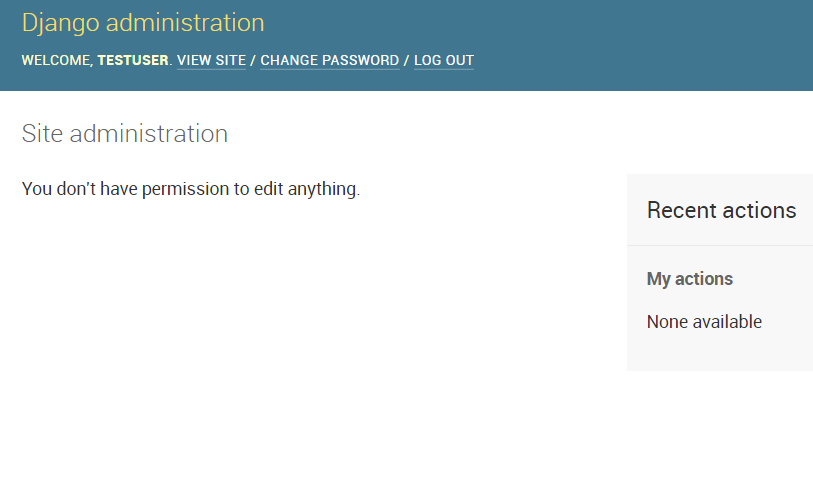 Django administration
WELCOME, TESTUSER. VIEW SITE / CHANGE PASSWORD / LOG OUT
Site administration
You don't have permission to edit anything.
Recent actions
My actions
None available